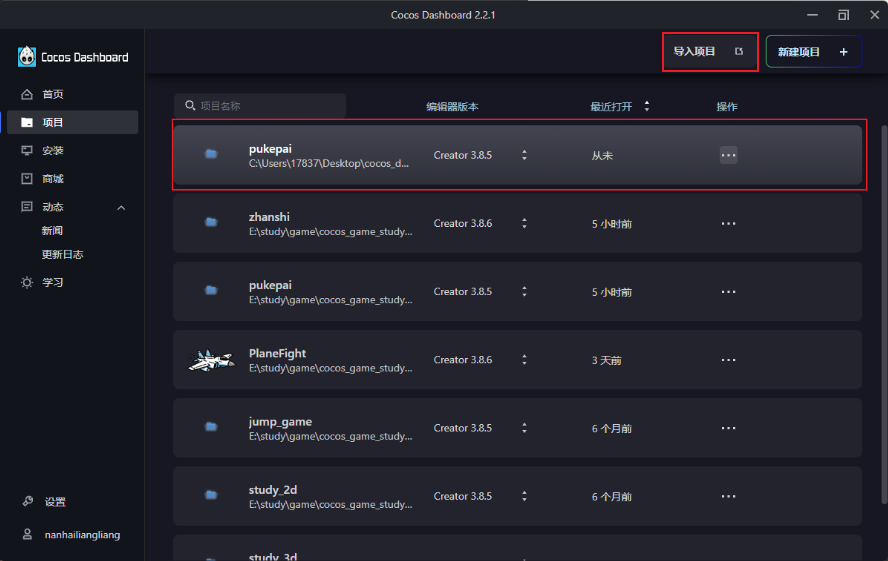 Cocos Dashboard 2.2.1
Cocos Dashboard
导入项目
新建项目 +
首页
项目
安装
商城
动态
新闻
更新日志
学习
设置
nanhailiangliang
项目名称 编辑器版本 最近打开 操作
pukepai
C:\Users\17837\Desktop\cocos_d...
Creator 3.8.5 从未 ...
zhanshi
E:\study\game\cocos_game_study...
Creator 3.8.6 5 小时前 ...
pukepai
E:\study\game\cocos_game_study...
Creator 3.8.5 5 小时前 ...
PlaneFight
E:\study\game\cocos_game_study...
Creator 3.8.6 3 天前 ...
jump_game
E:\study\game\cocos_game_study...
Creator 3.8.5 6 个月前 ...
study_2d
E:\study\game\cocos_game_study...
Creator 3.8.5 6 个月前 ...
study_3d